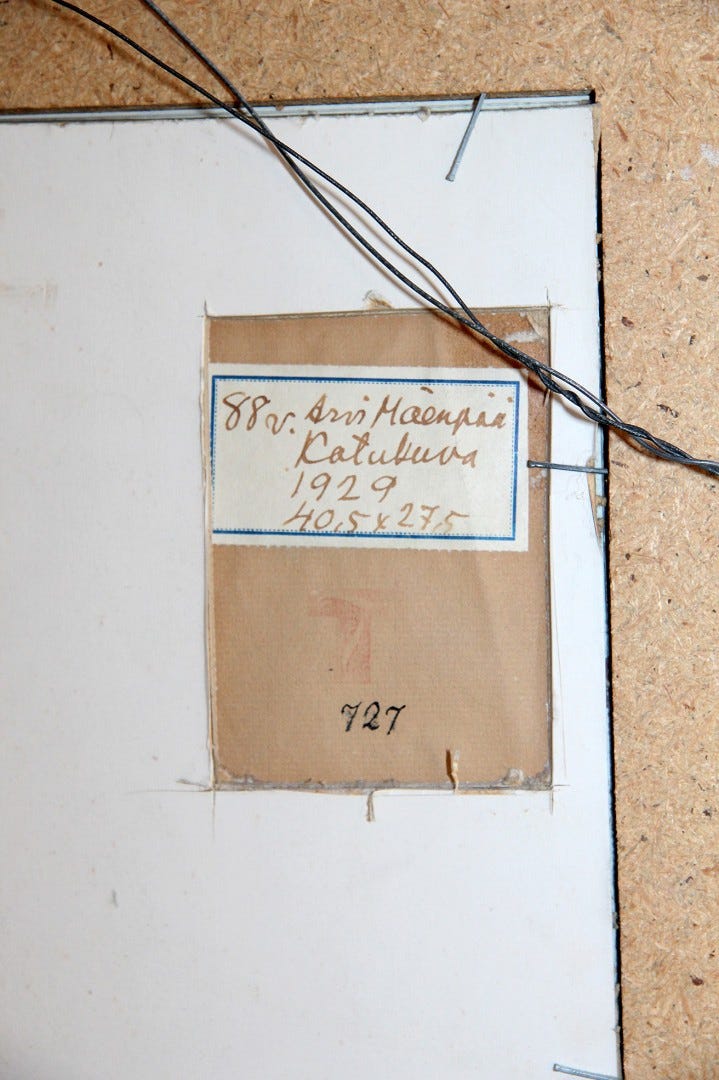 88 v. Arvi Mäenpää
Katukuva
1929
40,5 x 27,5
727